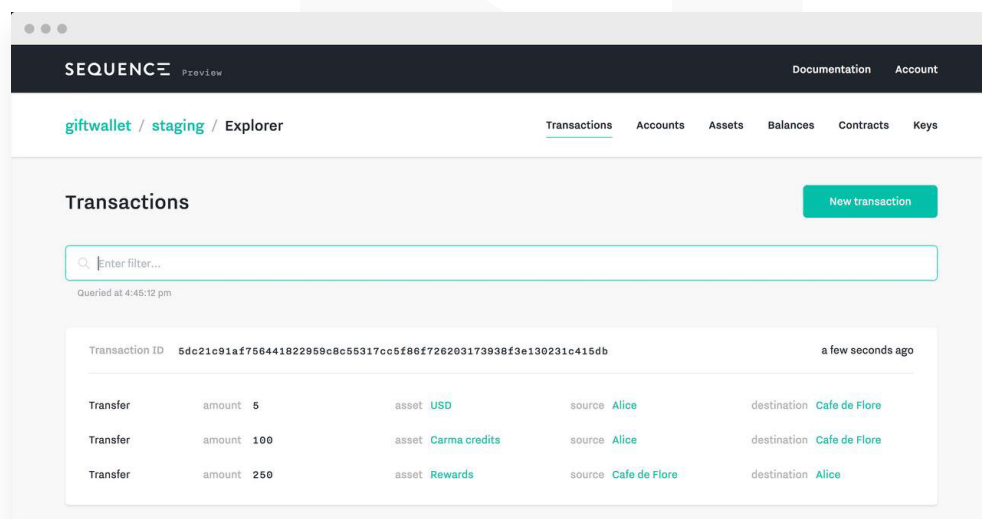 SEQUENCE Preview Documentation Account
giftwallet / staging / Explorer Transactions Accounts Assets Balances Contracts Keys
Transactions New transaction
Enter filter...
Queried at 4:45:12 pm
Transaction ID 5dc21c91af756441822959c8c55317cc5f86f726203173938f3e130231c415db a few seconds ago
Transfer amount 5 asset USD source Alice destination Cafe de Flore
Transfer amount 100 asset Carma credits source Alice destination Cafe de Flore
Transfer amount 250 asset Rewards source Cafe de Flore destination Alice